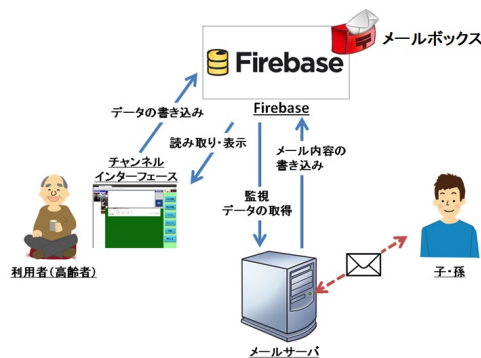 メールボックス
Firebase
Firebase
データの書き込み
読み取り・表示
メール内容の
書き込み
チャンネル
インターフェース
監視
データの取得
利用者(高齢者)
子・孫
メールサーバ